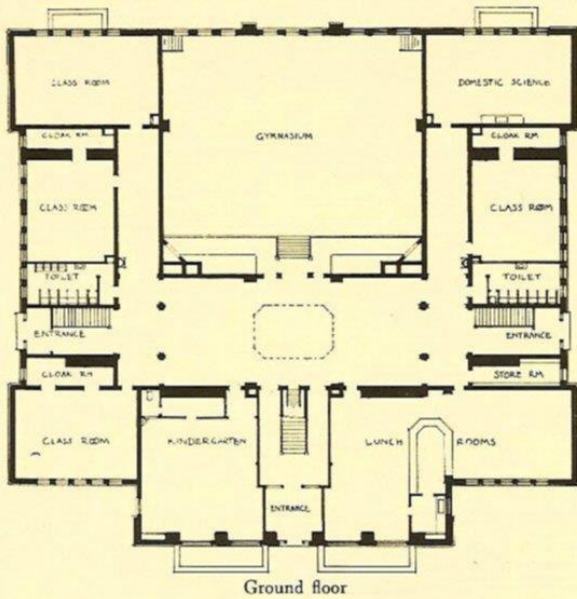 CLASS ROOM
DOMESTIC SCIENCE
GYMNASIUM
CLOAK RM
CLOAK RM
CLASS ROOM
CLASS ROOM
TOILET
TOILET
ENTRANCE
ENTRANCE
CLOAK RM
STORE RM
CLASS ROOM
KINDERGARTEN
LUNCH ROOMS
ENTRANCE
Ground floor